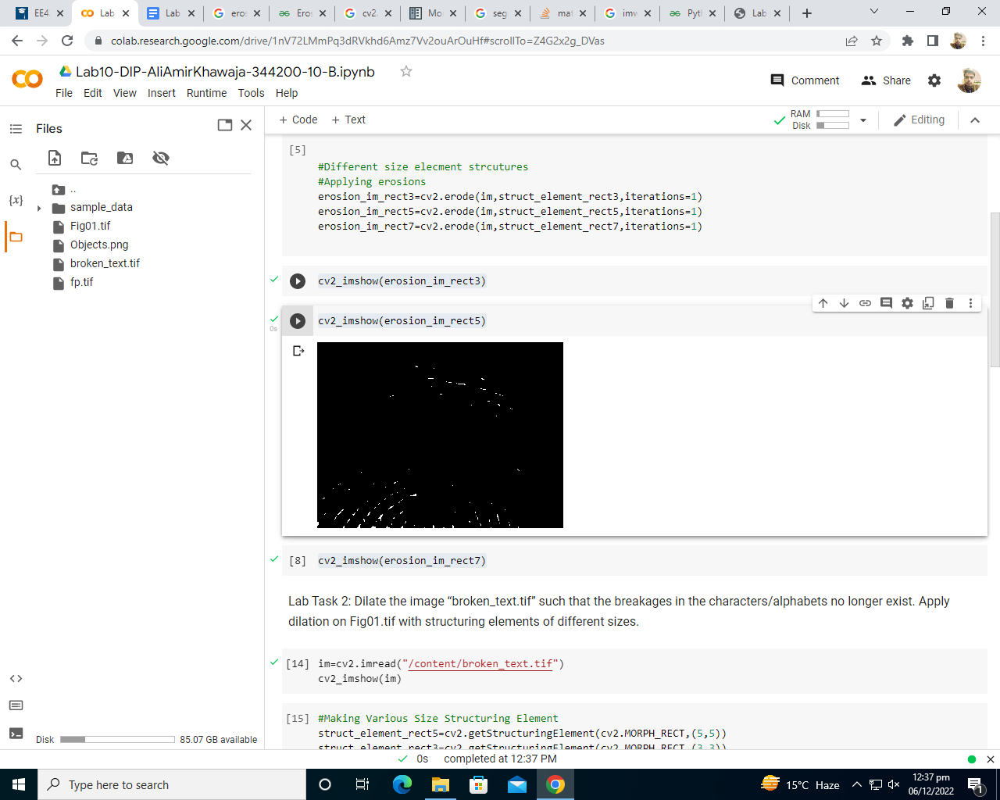 EE4
Lab
Lab
eros
Eros
cv2.
Mo
seg
mat
imw
Pyt
Lab
colab.research.google.com/drive/1nV72LMmPq3dRVkhd6Amz7Vv2ouArOuHf#scrollTo=Z4G2x2g_DVas
Lab10-DIP-AliAmirKhawaja-344200-10-B.ipynb
File Edit View Insert Runtime Tools Help
Comment
Share
Files
+ Code + Text
RAM
Disk
Editing
..
sample_data
Fig01.tif
Objects.png
broken_text.tif
fp.tif
{x}
[5]
#Different size elecment strcutures
#Applying erosions
erosion_im_rect3=cv2.erode(im,struct_element_rect3,iterations=1)
erosion_im_rect5=cv2.erode(im,struct_element_rect5,iterations=1)
erosion_im_rect7=cv2.erode(im,struct_element_rect7,iterations=1)
cv2_imshow(erosion_im_rect3)
cv2_imshow(erosion_im_rect5)
0s
[8] cv2_imshow(erosion_im_rect7)
Lab Task 2: Dilate the image “broken_text.tif” such that the breakages in the characters/alphabets no longer exist. Apply
dilation on Fig01.tif with structuring elements of different sizes.
[14] im=cv2.imread("/content/broken_text.tif")
cv2_imshow(im)
[15] #Making Various Size Structuring Element
struct_element_rect5=cv2.getStructuringElement(cv2.MORPH_RECT,(5,5))
struct_element_rect3=cv2.getStructuringElement(cv2.MORPH_RECT,(3,3))
Disk 85.07 GB available
0s completed at 12:37 PM
Type here to search
15°C Haze
12:37 pm
06/12/2022
1